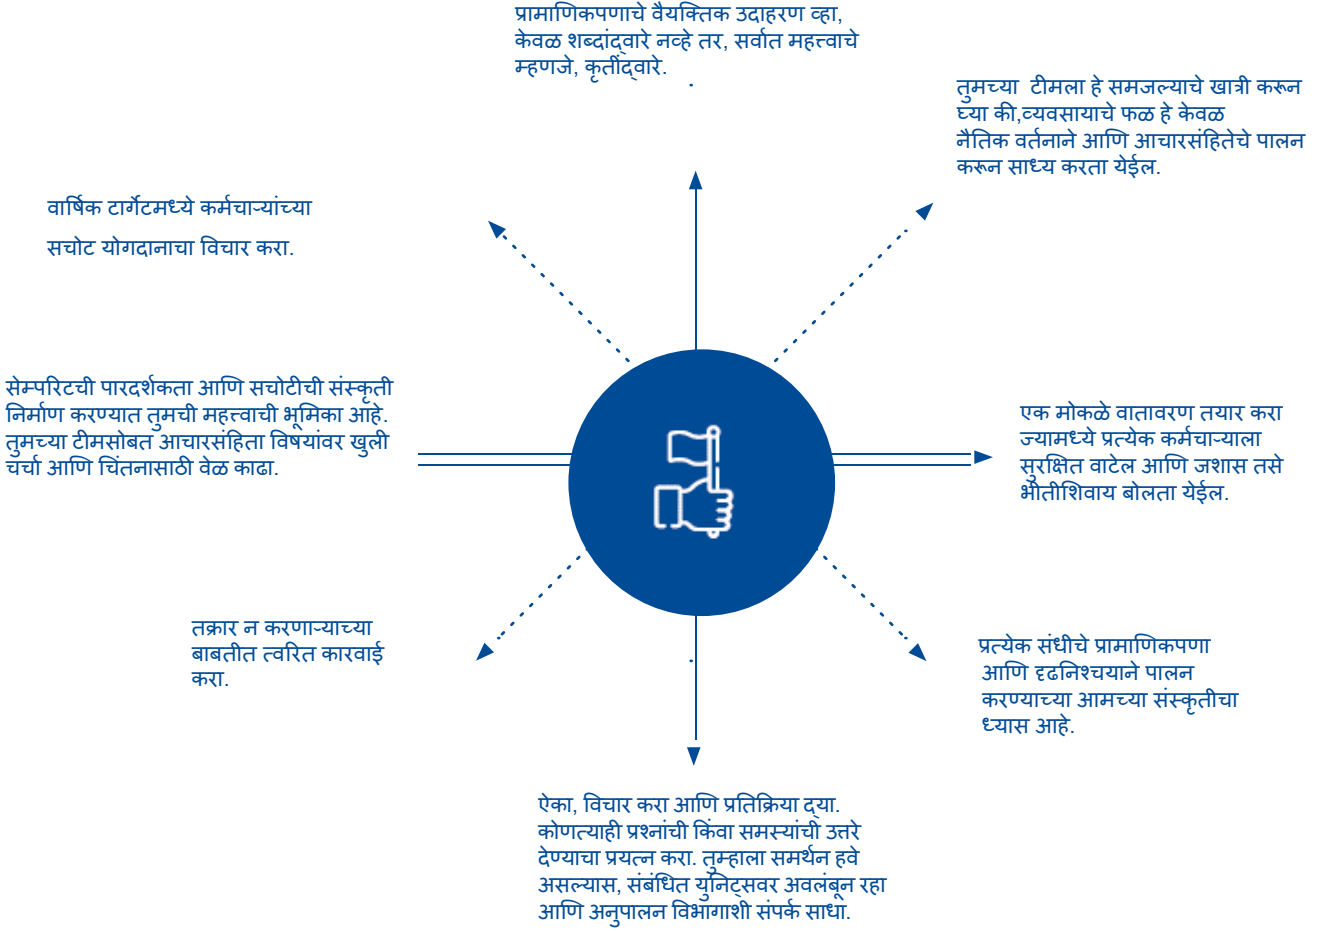 प्रामाणिकपणाचे वैयक्तिक उदाहरण व्हा,
केवळ शब्दांद्वारे नव्हे तर, सर्वात महत्त्वाचे
म्हणजे, कृतींद्वारे.
तुमच्या टीमला हे समजल्याचे खात्री करून
घ्या की,व्यवसायाचे फळ हे केवळ
नैतिक वर्तनाने आणि आचारसंहितेचे पालन
करून साध्य करता येईल.
वार्षिक टार्गेटमध्ये कर्मचाऱ्यांच्या
सचोट योगदानाचा विचार करा.
सेम्परिटची पारदर्शकता आणि सचोटीची संस्कृती
निर्माण करण्यात तुमची महत्त्वाची भूमिका आहे.
तुमच्या टीमसोबत आचारसंहिता विषयांवर खुली
चर्चा आणि चिंतनासाठी वेळ काढा.
एक मोकळे वातावरण तयार करा
ज्यामध्ये प्रत्येक कर्मचाऱ्याला
सुरक्षित वाटेल आणि जशास तसे
भीतीशिवाय बोलता येईल.
तक्रार न करणाऱ्याच्या
बाबतीत त्वरित कारवाई
करा.
प्रत्येक संधीचे प्रामाणिकपणा
आणि दृढनिश्चयाने पालन
करण्याच्या आमच्या संस्कृतीचा
ध्यास आहे.
ऐका, विचार करा आणि प्रतिक्रिया द्या.
कोणत्याही प्रश्नांची किंवा समस्यांची उत्तरे
देण्याचा प्रयत्न करा. तुम्हाला समर्थन हवे
असल्यास, संबंधित युनिट्सवर अवलंबून रहा
आणि अनुपालन विभागाशी संपर्क साधा.